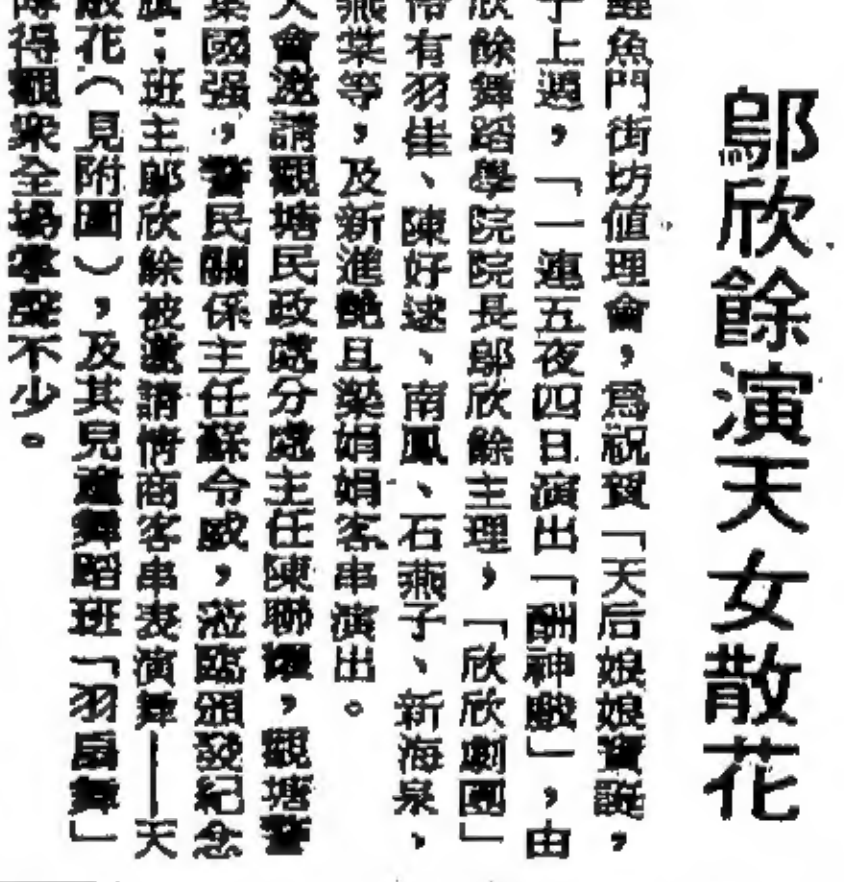 鄔欣餘演天女散花
鯉魚門街坊值理會，爲祝賀「天后娘娘寶誕，
于上週，「一連五夜四日演出「酬神戲」，由
欣餘舞蹈學院院長鄔欣餘主理，「欣欣劇團」
有羽佳、陳好逑、南鳳、石燕子、新海泉，
燕棠等，及新進艷旦梁娟娟客串演出。
大會邀請觀塘民政處分處主任陳聯，觀塘警
葉國强，警民關係主任蘇令威，蒞臨頒發紀念
旗；班主鄔欣餘被邀請情商客串表演舞——天
散花（見附圖），及其兒童舞蹈班「羽扇舞」
博得觀衆全場掌聲不少。